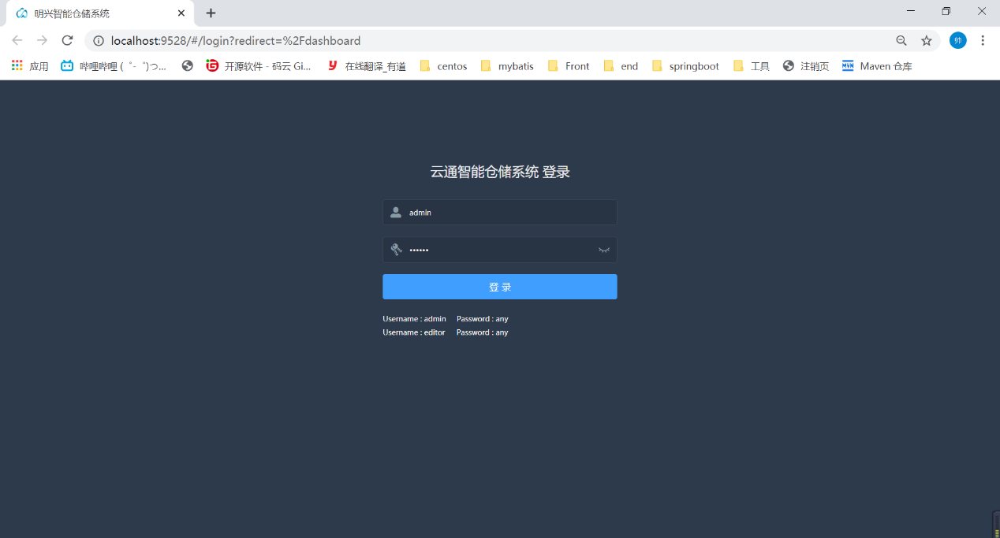 明兴智能仓储系统
localhost:9528/#/login?redirect=%2Fdashboard
帅
应用 哔哩哔哩 ( ゜- ゜)つ... 开源软件 - 码云 Gi... 在线翻译_有道 centos mybatis Front end springboot 工具 注销页 MVN Maven 仓库
云通智能仓储系统 登录
admin
••••••
登 录
Username : admin Password : any
Username : editor Password : any